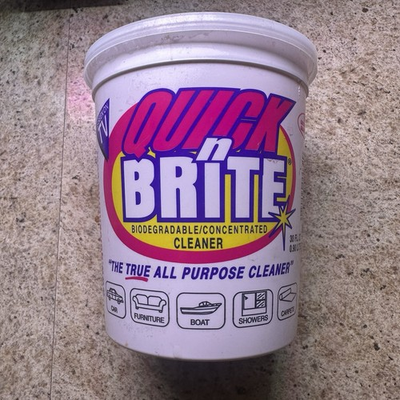 QUICK
n
BRITE
BIODEGRADABLE/CONCENTRATED
CLEANER
"THE TRUE ALL PURPOSE CLEANER"
CAR
FURNITURE
BOAT
SHOWERS
CARPETS